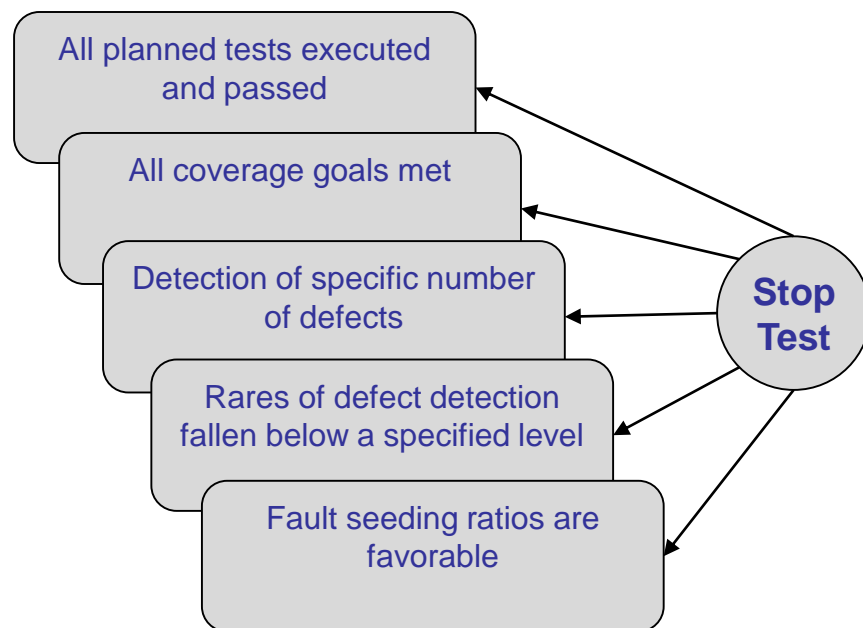 All planned tests executed
and passed
All coverage goals met
Detection of specific number
of defects
Rares of defect detection
fallen below a specified level
Fault seeding ratios are
favorable
Stop
Test